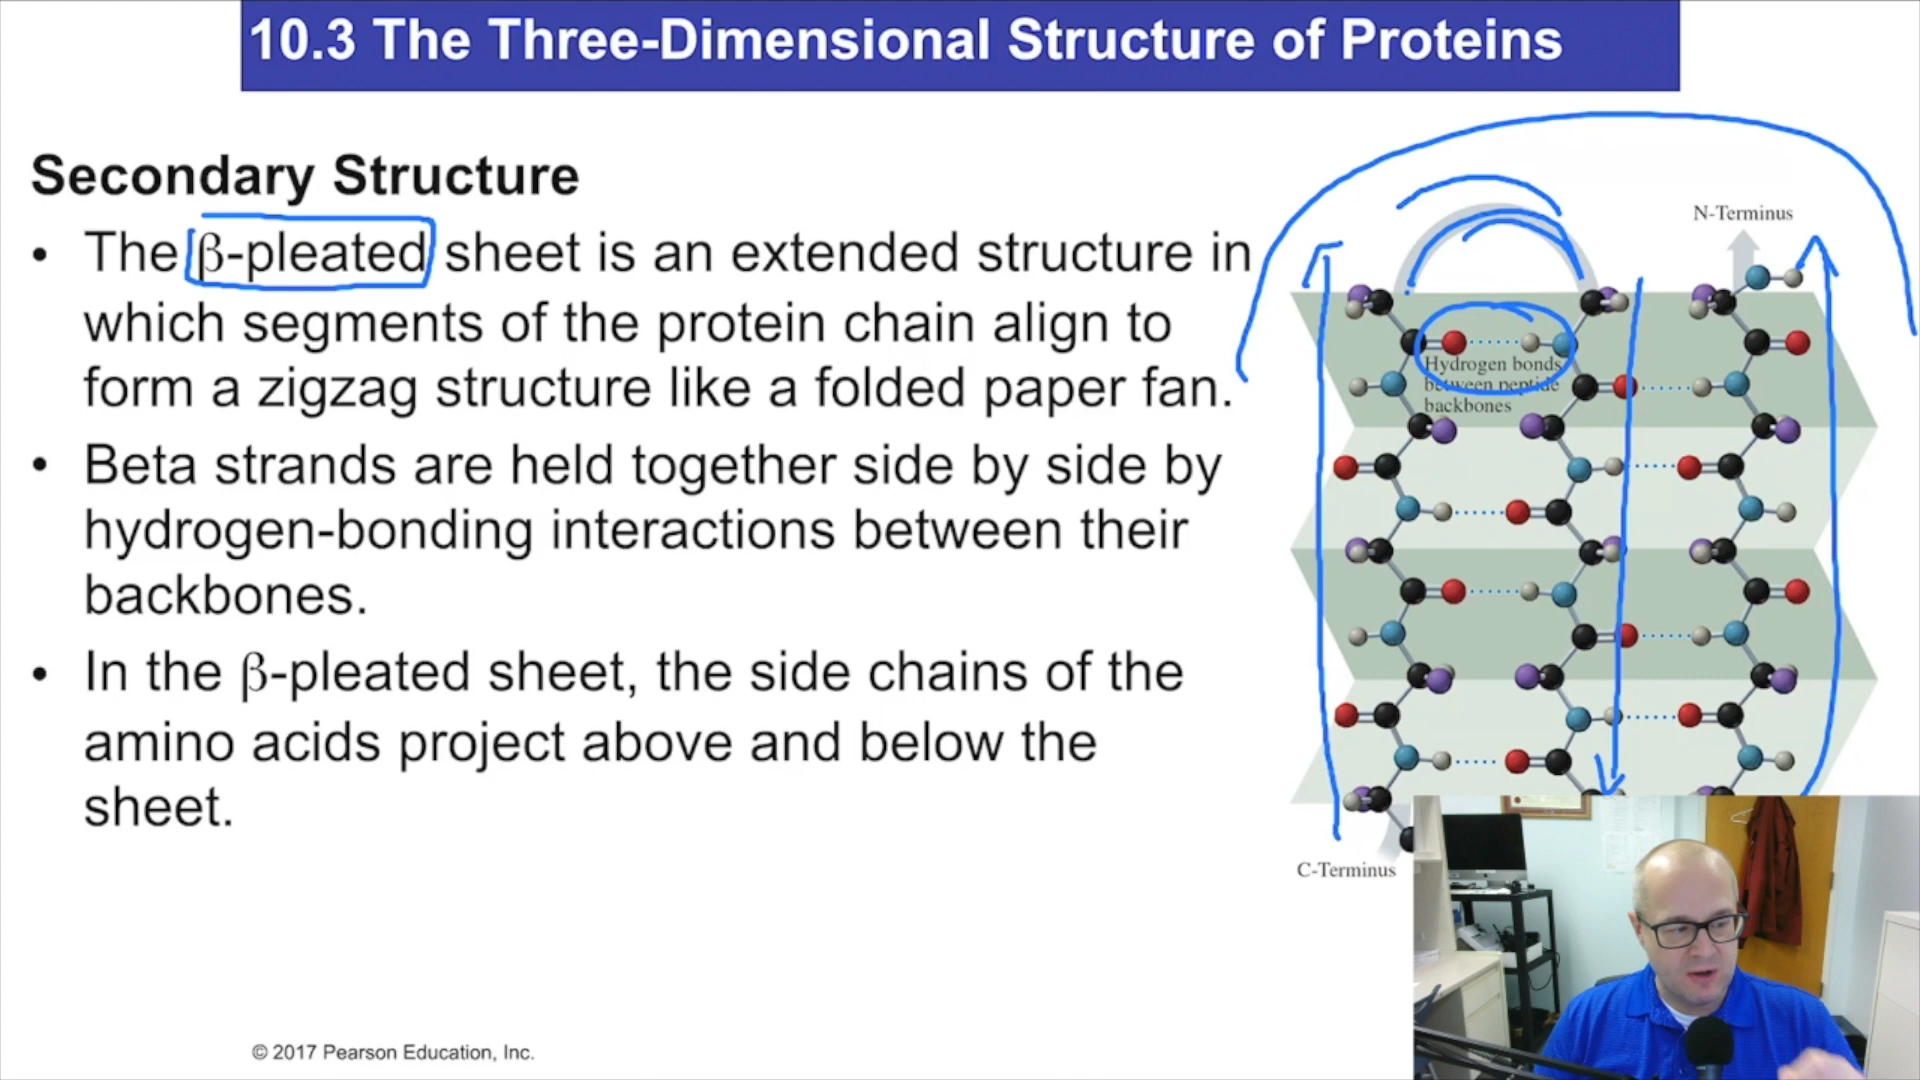 10.3 The Three-Dimensional Structure of Proteins
Secondary Structure
• The β-pleated sheet is an extended structure in
which segments of the protein chain align to
form a zigzag structure like a folded paper fan.
• Beta strands are held together side by side by
hydrogen-bonding interactions between their
backbones.
• In the β-pleated sheet, the side chains of the
amino acids project above and below the
sheet.
N-Terminus
Hydrogen bonds
between peptide
backbones
C-Terminus
© 2017 Pearson Education, Inc.